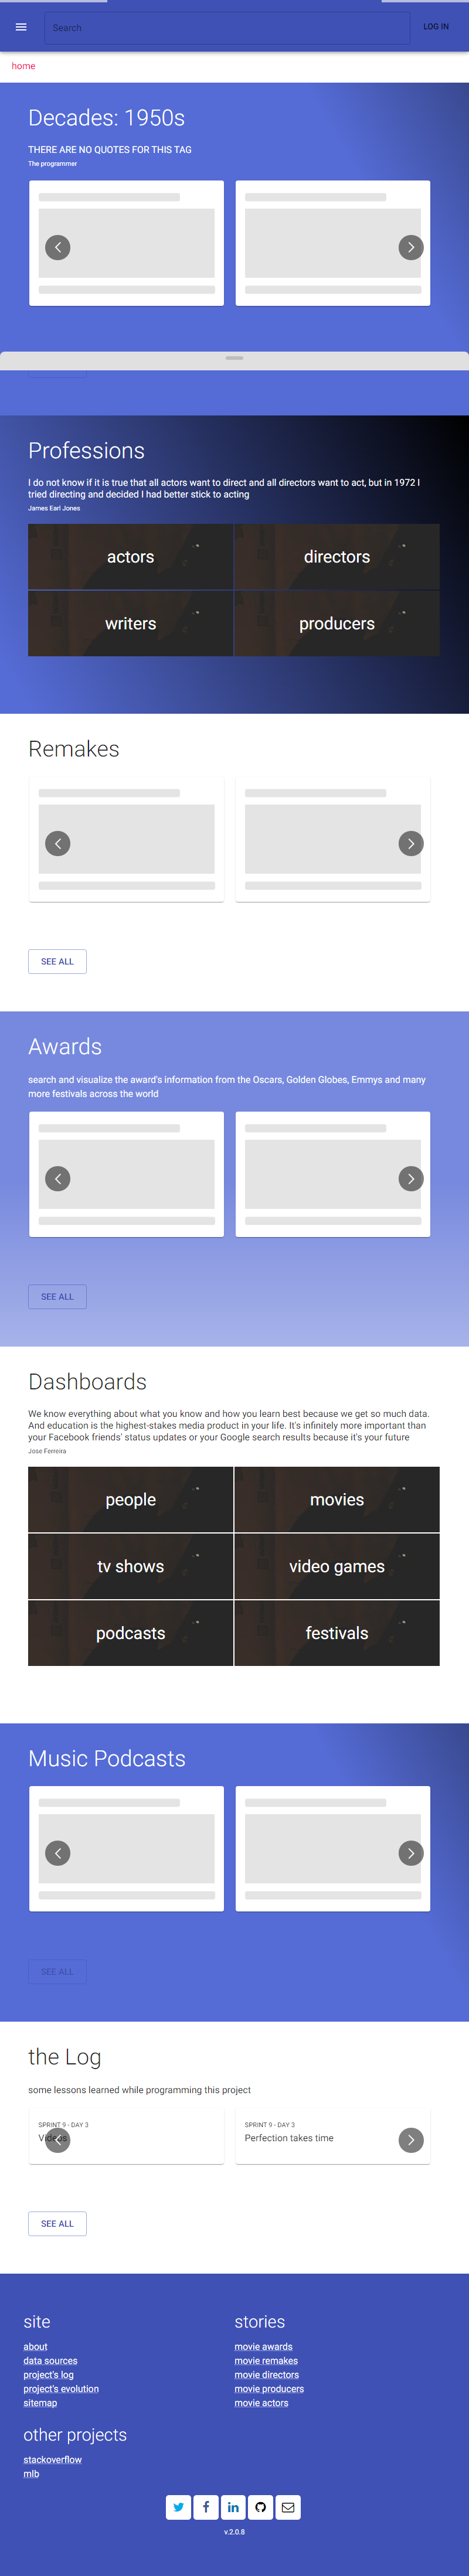 Search
LOG IN
home
Decades: 1950s
THERE ARE NO QUOTES FOR THIS TAG
The programmer
Professions
I do not know if it is true that all actors want to direct and all directors want to act, but in 1972 I
tried directing and decided I had better stick to acting
James Earl Jones
actors
directors
writers
producers
Remakes
SEE ALL
Awards
search and visualize the award's information from the Oscars, Golden Globes, Emmys and many
more festivals across the world
SEE ALL
Dashboards
We know everything about what you know and how you learn best because we get so much data.
And education is the highest-stakes media product in your life. It's infinitely more important than
your Facebook friends' status updates or your Google search results because it's your future
Jose Ferreira
people
movies
tv shows
video games
podcasts
festivals
Music Podcasts
SEE ALL
the Log
some lessons learned while programming this project
SPRINT 9 - DAY 3
Videos
SPRINT 9 - DAY 3
Perfection takes time
SEE ALL
site
about
data sources
project's log
project's evolution
sitemap
stories
movie awards
movie remakes
movie directors
movie producers
movie actors
other projects
stackoverflow
mlb
v.2.0.8